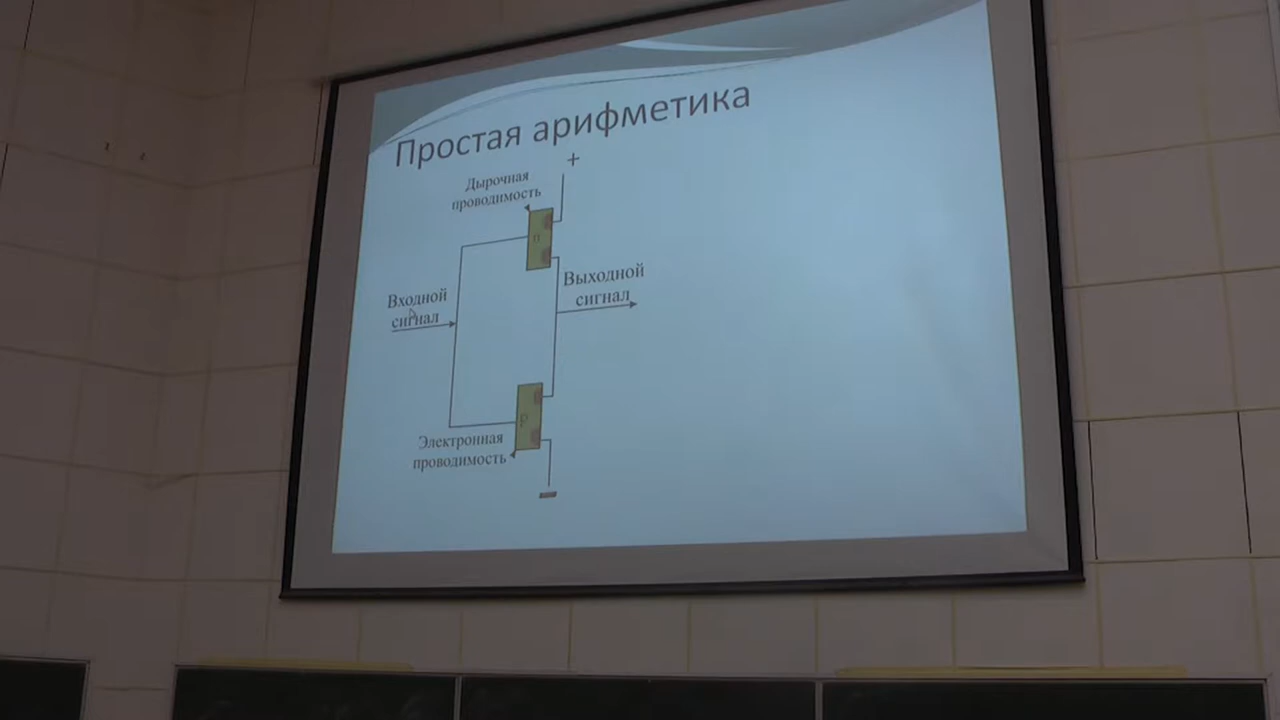 Простая арифметика
+
Дырочная
проводимость
п
Выходной
сигнал
Входной
сигнал
р
Электронная
проводимость